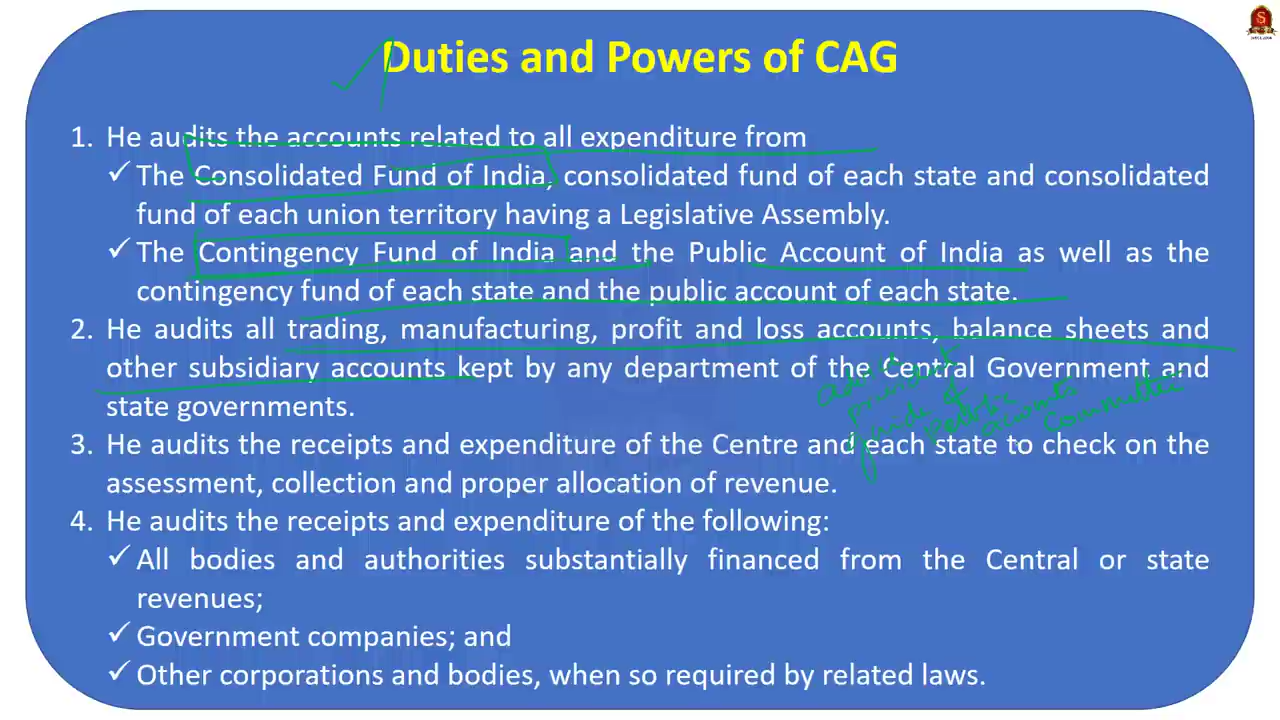 Duties and Powers of CAG
1. He audits the accounts related to all expenditure from
✓ The Consolidated Fund of India, consolidated fund of each state and consolidated
fund of each union territory having a Legislative Assembly.
✓ The Contingency Fund of India and the Public Account of India as well as the
contingency fund of each state and the public account of each state.
2. He audits all trading, manufacturing, profit and loss accounts, balance sheets and
other subsidiary accounts kept by any department of the Central Government and
state governments.
accounts
committee
3. He audits the receipts and expenditure of the Centre and each state to check on the
assessment, collection and proper allocation of revenue.
4. He audits the receipts and expenditure of the following:
✓ All bodies and authorities substantially financed from the Central or state
revenues;
✓ Government companies; and
✓ Other corporations and bodies, when so required by related laws.